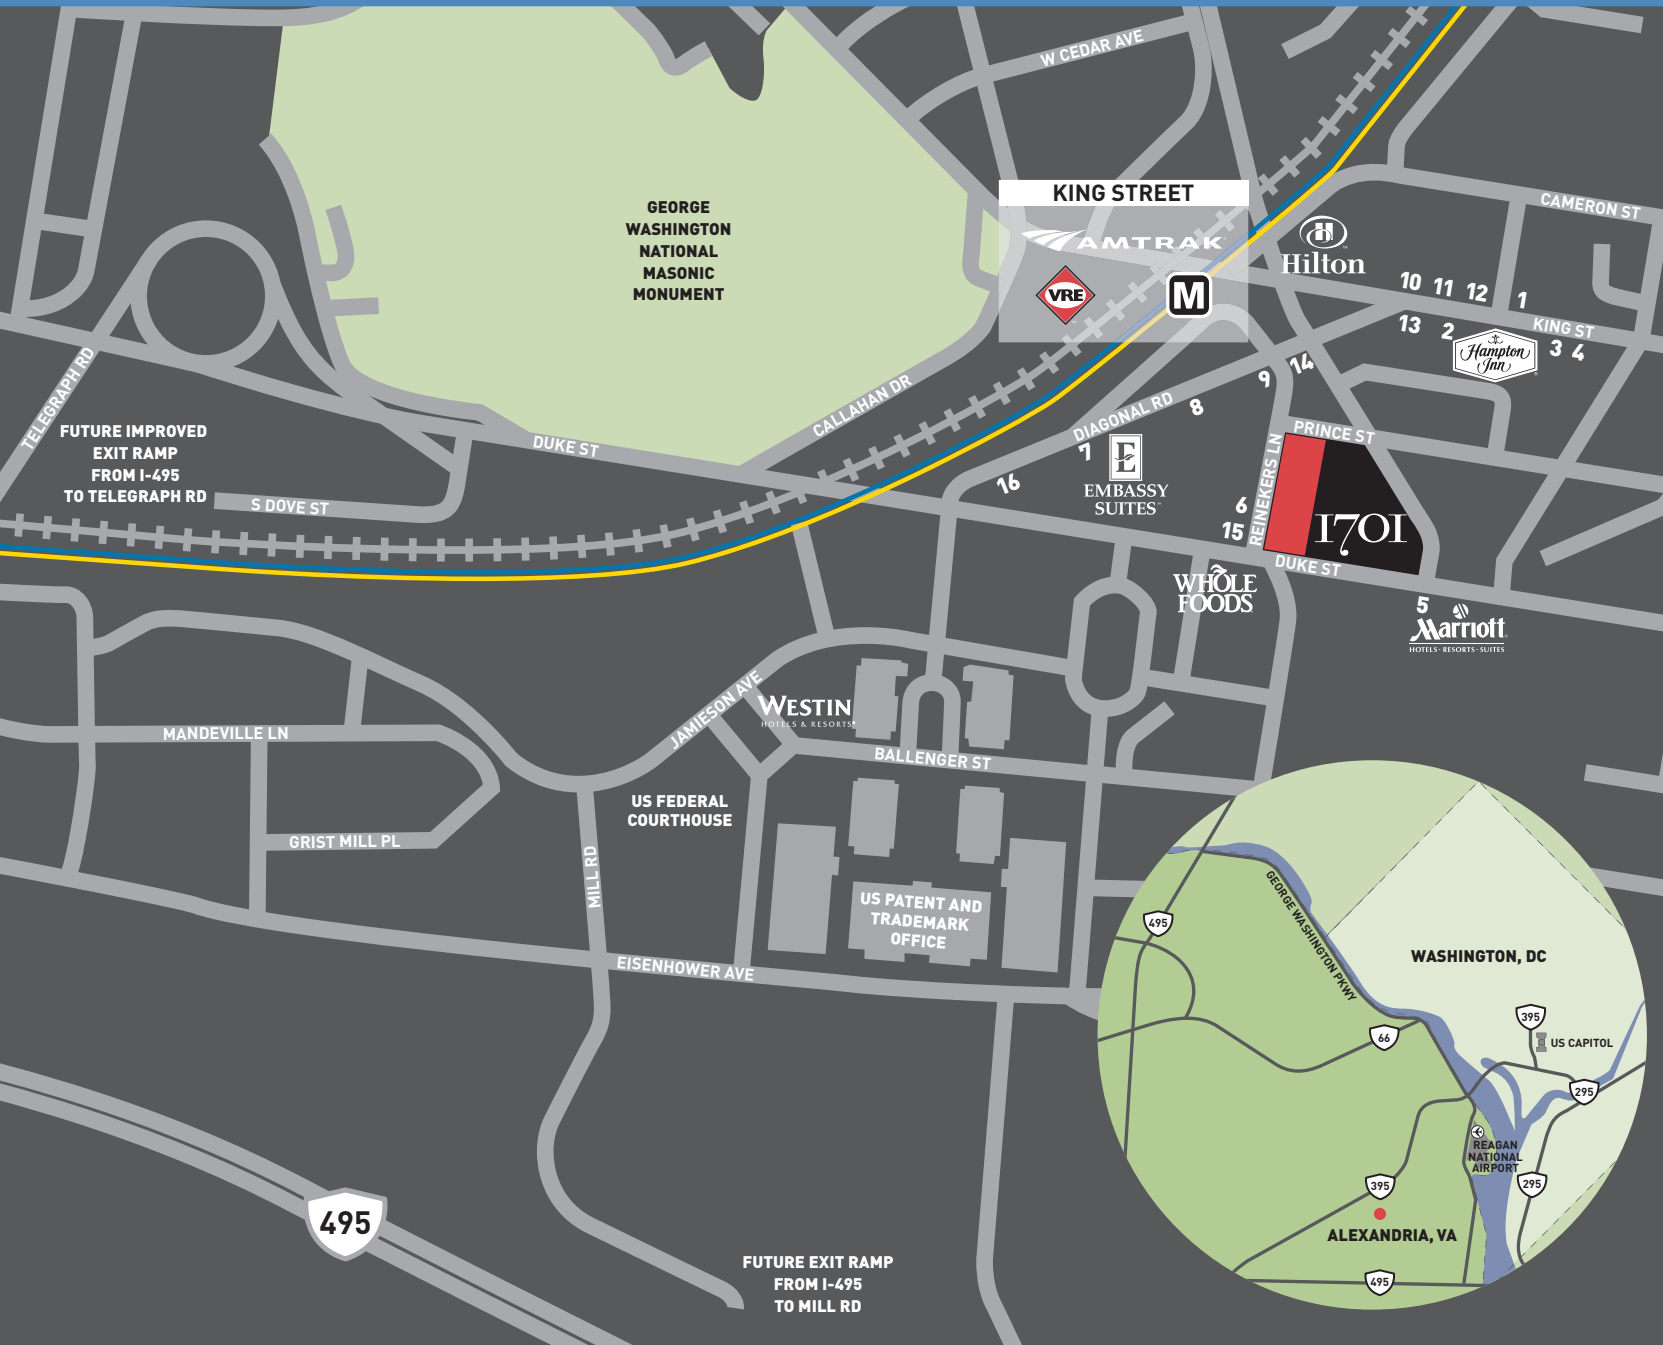 W CEDAR AVE
KING STREET
AMTRAK
VRE
M
GEORGE
WASHINGTON
NATIONAL
MASONIC
MONUMENT
CAMERON ST
Hilton
10 11 12 1
KING ST
13 2
Hampton
Inn
3 4
TELEGRAPH RD
CALLAHAN DR
9 14
DIAGONAL RD
8
7
16
FUTURE IMPROVED
EXIT RAMP
FROM I-495
TO TELEGRAPH RD
DUKE ST
S DOVE ST
E
EMBASSY
SUITES
PRINCE ST
REINEKERS LN
6
15
1701
DUKE ST
WHOLE
FOODS
5
Marriott
HOTELS · RESORTS · SUITES
JAMIESON AVE
WESTIN
HOTELS & RESORTS
MANDEVILLE LN
BALLENGER ST
US FEDERAL
COURTHOUSE
GRIST MILL PL
MILL RD
US PATENT AND
TRADEMARK
OFFICE
EISENHOWER AVE
495
FUTURE EXIT RAMP
FROM I-495
TO MILL RD
495
GEORGE WASHINGTON PKWY
WASHINGTON, DC
395
66
US CAPITOL
295
REAGAN
NATIONAL
AIRPORT
395
295
ALEXANDRIA, VA
495